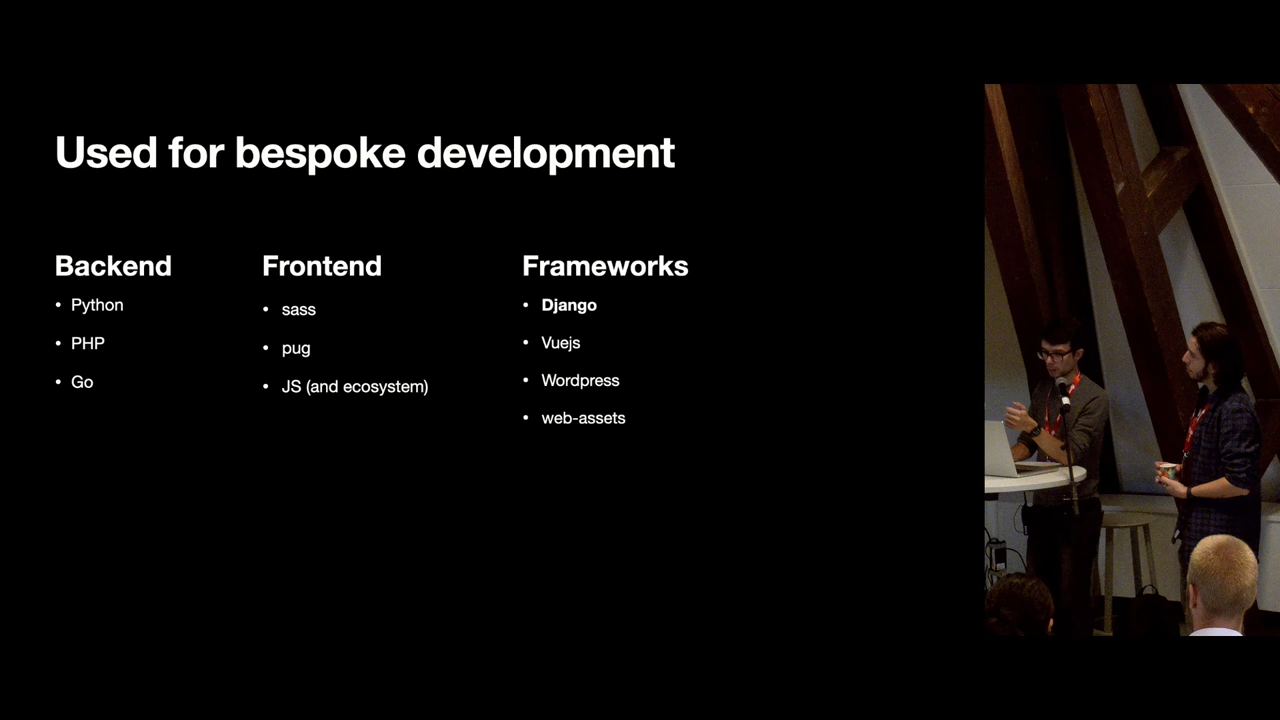 Used for bespoke development
Backend
• Python
• PHP
• Go
Frontend
• sass
• pug
• JS (and ecosystem)
Frameworks
• Django
• Vuejs
• Wordpress
• web-assets